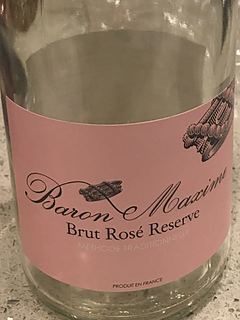 Baron Maxime
Brut Rosé Reserve
MÉTHODE TRADITIONNELLE
PRODUIT EN FRANCE